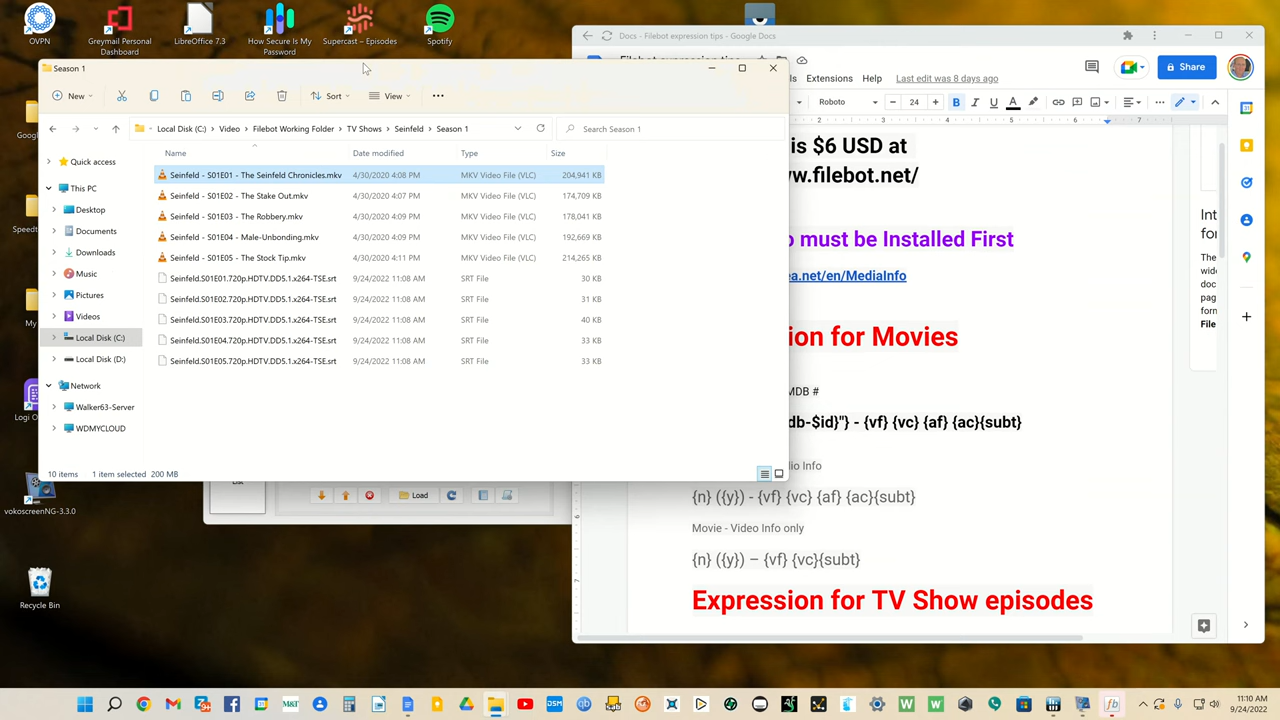 OVPN
Greymail Personal
Dashboard
LibreOffice 7.3
How Secure Is My
Password
Supercast – Episodes
Spotify
Docs - Filebot expression tips - Google Docs
Extensions
Help
Last edit was 8 days ago
Share
Roboto
24
Season 1
New
Sort
View
Local Disk (C:)
Video
Filebot Working Folder
TV Shows
Seinfeld
Season 1
Search Season 1
Name
Date modified
Type
Size
Quick access
This PC
Desktop
Documents
Downloads
Music
Pictures
Videos
Local Disk (C:)
Local Disk (D:)
Network
Walker63-Server
WDMYCLOUD
Seinfeld - S01E01 - The Seinfeld Chronicles.mkv 4/30/2020 4:08 PM MKV Video File (VLC) 204,941 KB
Seinfeld - S01E02 - The Stake Out.mkv 4/30/2020 4:07 PM MKV Video File (VLC) 174,709 KB
Seinfeld - S01E03 - The Robbery.mkv 4/30/2020 4:09 PM MKV Video File (VLC) 178,041 KB
Seinfeld - S01E04 - Male-Unbonding.mkv 4/30/2020 4:09 PM MKV Video File (VLC) 192,669 KB
Seinfeld - S01E05 - The Stock Tip.mkv 4/30/2020 4:11 PM MKV Video File (VLC) 214,265 KB
Seinfeld.S01E01.720p.HDTV.DD5.1.x264-TSE.srt 9/24/2022 11:08 AM SRT File 30 KB
Seinfeld.S01E02.720p.HDTV.DD5.1.x264-TSE.srt 9/24/2022 11:08 AM SRT File 31 KB
Seinfeld.S01E03.720p.HDTV.DD5.1.x264-TSE.srt 9/24/2022 11:08 AM SRT File 40 KB
Seinfeld.S01E04.720p.HDTV.DD5.1.x264-TSE.srt 9/24/2022 11:08 AM SRT File 33 KB
Seinfeld.S01E05.720p.HDTV.DD5.1.x264-TSE.srt 9/24/2022 11:08 AM SRT File 33 KB
10 items
1 item selected 200 MB
is $6 USD at
w.filebot.net/
o must be Installed First
ea.net/en/MediaInfo
ion for Movies
MDB #
db-$id}"} - {vf} {vc} {af} {ac}{subt}
dio Info
{n} ({y}) - {vf} {vc} {af} {ac}{subt}
Movie - Video Info only
{n} ({y}) – {vf} {vc}{subt}
Expression for TV Show episodes
Int
for
The
wid
doc
pag
form
File
Load
vokoscreenNG-3.3.0
Recycle Bin
11:10 AM
9/24/2022